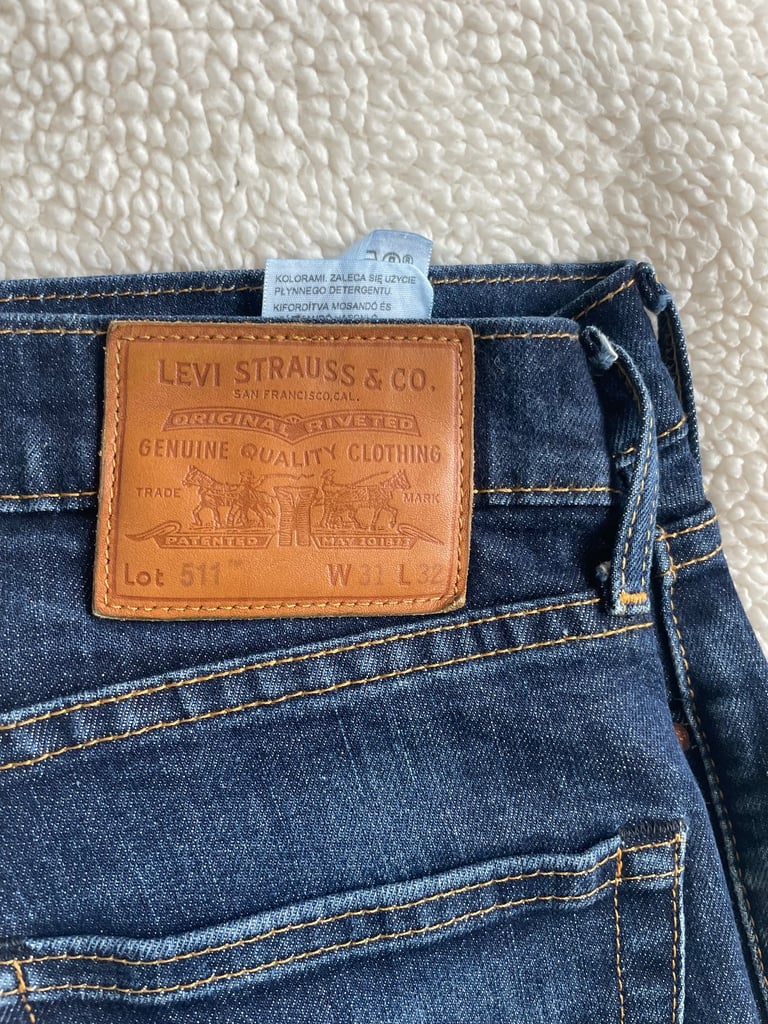 KOLORAMI. ZALECA SIĘ UŻYCIE
PŁYNNEGO DETERGENTU.
KIFORDÍTVA MOSANDÓ ÉS
LEVI STRAUSS & CO.
SAN FRANCISCO, CAL.
ORIGINAL RIVETED
GENUINE QUALITY CLOTHING
TRADE MARK
PATENTED MAY 20 1873
Lot 511™ W 31 L 32